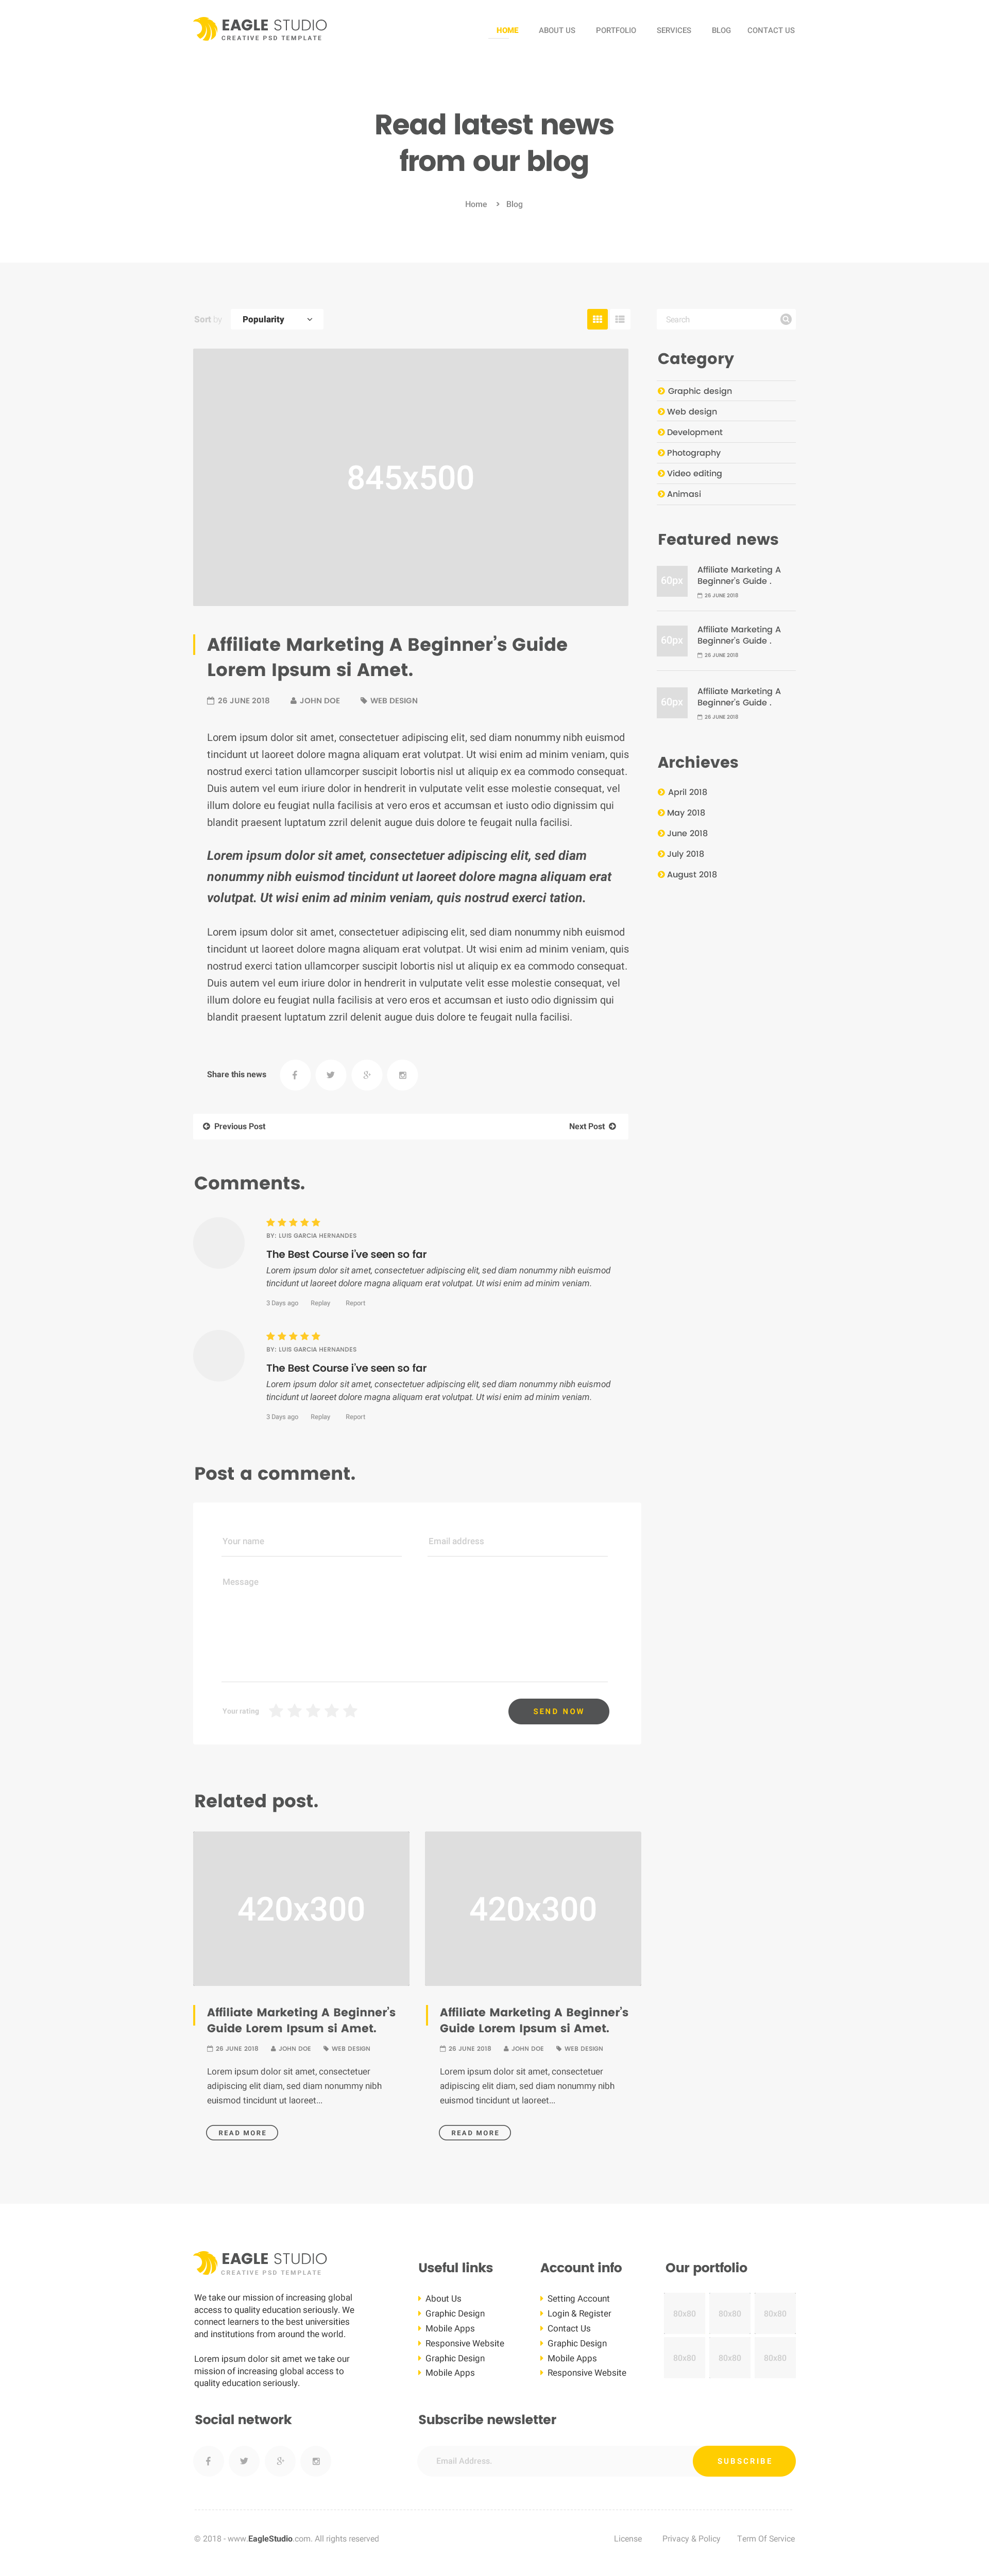 EAGLE STUDIO
CREATIVE PSD TEMPLATE
HOME ABOUT US PORTFOLIO SERVICES BLOG CONTACT US
Read latest news
from our blog
Home > Blog
Sort by Popularity
845x500
Affiliate Marketing A Beginner's Guide
Lorem Ipsum si Amet.
26 JUNE 2018 JOHN DOE WEB DESIGN
Lorem ipsum dolor sit amet, consectetuer adipiscing elit, sed diam nonummy nibh euismod
tincidunt ut laoreet dolore magna aliquam erat volutpat. Ut wisi enim ad minim veniam, quis
nostrud exerci tation ullamcorper suscipit lobortis nisl ut aliquip ex ea commodo consequat.
Duis autem vel eum iriure dolor in hendrerit in vulputate velit esse molestie consequat, vel
illum dolore eu feugiat nulla facilisis at vero eros et accumsan et iusto odio dignissim qui
blandit praesent luptatum zzril delenit augue duis dolore te feugait nulla facilisi.
Lorem ipsum dolor sit amet, consectetuer adipiscing elit, sed diam
nonummy nibh euismod tincidunt ut laoreet dolore magna aliquam erat
volutpat. Ut wisi enim ad minim veniam, quis nostrud exerci tation.
Lorem ipsum dolor sit amet, consectetuer adipiscing elit, sed diam nonummy nibh euismod
tincidunt ut laoreet dolore magna aliquam erat volutpat. Ut wisi enim ad minim veniam, quis
nostrud exerci tation ullamcorper suscipit lobortis nisl ut aliquip ex ea commodo consequat.
Duis autem vel eum iriure dolor in hendrerit in vulputate velit esse molestie consequat, vel
illum dolore eu feugiat nulla facilisis at vero eros et accumsan et iusto odio dignissim qui
blandit praesent luptatum zzril delenit augue duis dolore te feugait nulla facilisi.
Share this news
Previous Post Next Post
Search
Category
Graphic design
Web design
Development
Photography
Video editing
Animasi
Featured news
60px
Affiliate Marketing A
Beginner's Guide .
26 JUNE 2018
60px
Affiliate Marketing A
Beginner's Guide .
26 JUNE 2018
60px
Affiliate Marketing A
Beginner's Guide .
26 JUNE 2018
Archieves
April 2018
May 2018
June 2018
July 2018
August 2018
Comments.
BY: LUIS GARCIA HERNANDES
The Best Course i've seen so far
Lorem ipsum dolor sit amet, consectetuer adipiscing elit, sed diam nonummy nibh euismod
tincidunt ut laoreet dolore magna aliquam erat volutpat. Ut wisi enim ad minim veniam.
3 Days ago Replay Report
BY: LUIS GARCIA HERNANDES
The Best Course i've seen so far
Lorem ipsum dolor sit amet, consectetuer adipiscing elit, sed diam nonummy nibh euismod
tincidunt ut laoreet dolore magna aliquam erat volutpat. Ut wisi enim ad minim veniam.
3 Days ago Replay Report
Post a comment.
Your name Email address
Message
Your rating
SEND NOW
Related post.
420x300
Affiliate Marketing A Beginner's
Guide Lorem Ipsum si Amet.
26 JUNE 2018 JOHN DOE WEB DESIGN
Lorem ipsum dolor sit amet, consectetuer
adipiscing elit diam, sed diam nonummy nibh
euismod tincidunt ut laoreet...
READ MORE
420x300
Affiliate Marketing A Beginner's
Guide Lorem Ipsum si Amet.
26 JUNE 2018 JOHN DOE WEB DESIGN
Lorem ipsum dolor sit amet, consectetuer
adipiscing elit diam, sed diam nonummy nibh
euismod tincidunt ut laoreet...
READ MORE
EAGLE STUDIO
CREATIVE PSD TEMPLATE
We take our mission of increasing global
access to quality education seriously. We
connect learners to the best universities
and institutions from around the world.
Lorem ipsum dolor sit amet we take our
mission of increasing global access to
quality education seriously.
Useful links
About Us
Graphic Design
Mobile Apps
Responsive Website
Graphic Design
Mobile Apps
Account info
Setting Account
Login & Register
Contact Us
Graphic Design
Mobile Apps
Responsive Website
Our portfolio
80x80 80x80 80x80
80x80 80x80 80x80
Social network
Subscribe newsletter
Email Address.
SUBSCRIBE
© 2018 - www.EagleStudio.com. All rights reserved
License Privacy & Policy Term Of Service